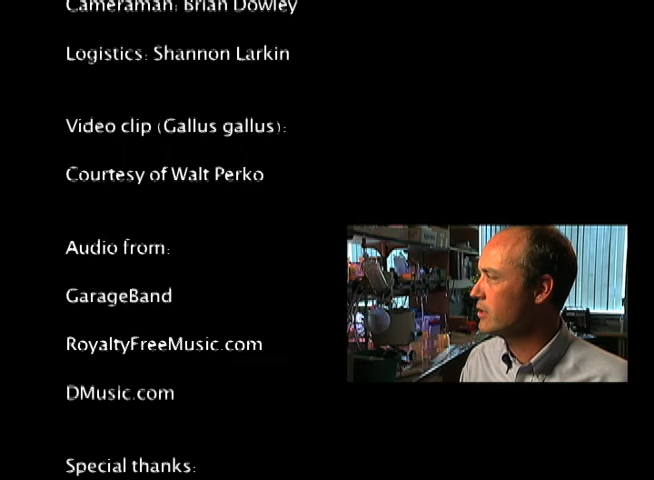 Cameraman: Brian Dowley
Logistics: Shannon Larkin
Video clip (Gallus gallus):
Courtesy of Walt Perko
Audio from:
GarageBand
RoyaltyFreeMusic.com
DMusic.com
Special thanks: